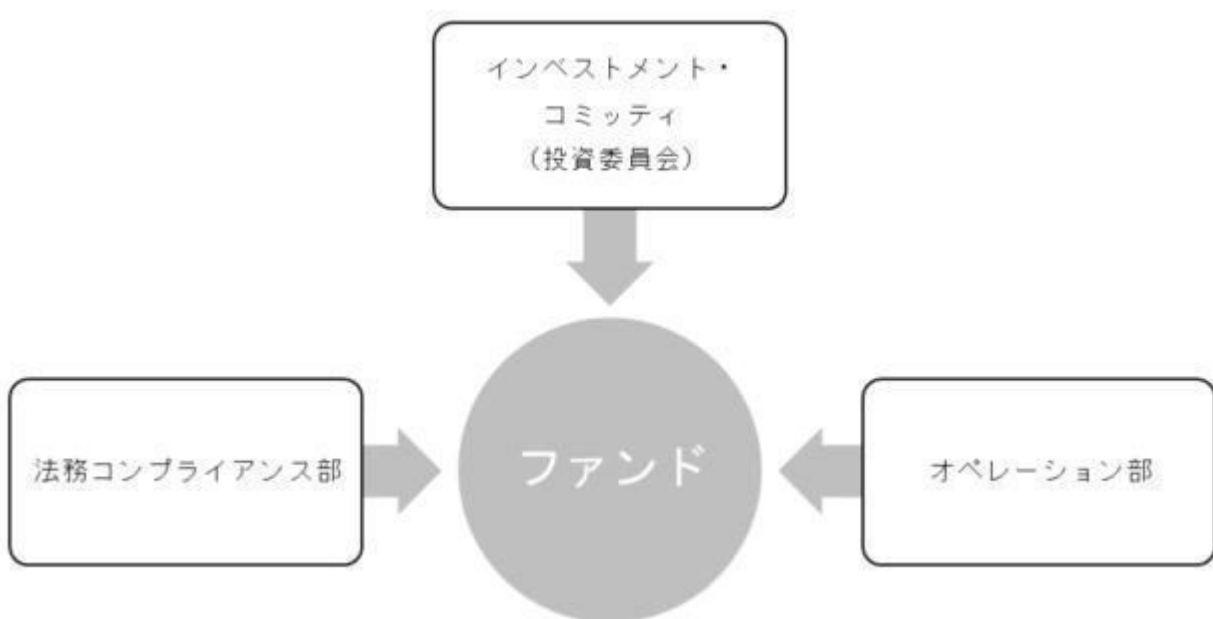 インベストメント・
コミッティ
（投資委員会）
法務コンプライアンス部
ファンド
オペレーション部